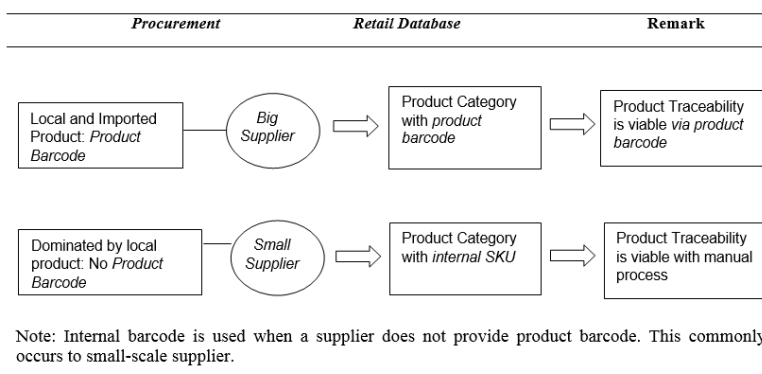 Procurement Retail Database Remark
Local and Imported
Product: Product
Barcode
Big
Supplier
Product Category
with product
barcode
Product Traceability
is viable via product
barcode
Dominated by local
product: No Product
Barcode
Small
Supplier
Product Category
with internal SKU
Product Traceability
is viable with manual
process
Note: Internal barcode is used when a supplier does not provide product barcode. This commonly
occurs to small-scale supplier.